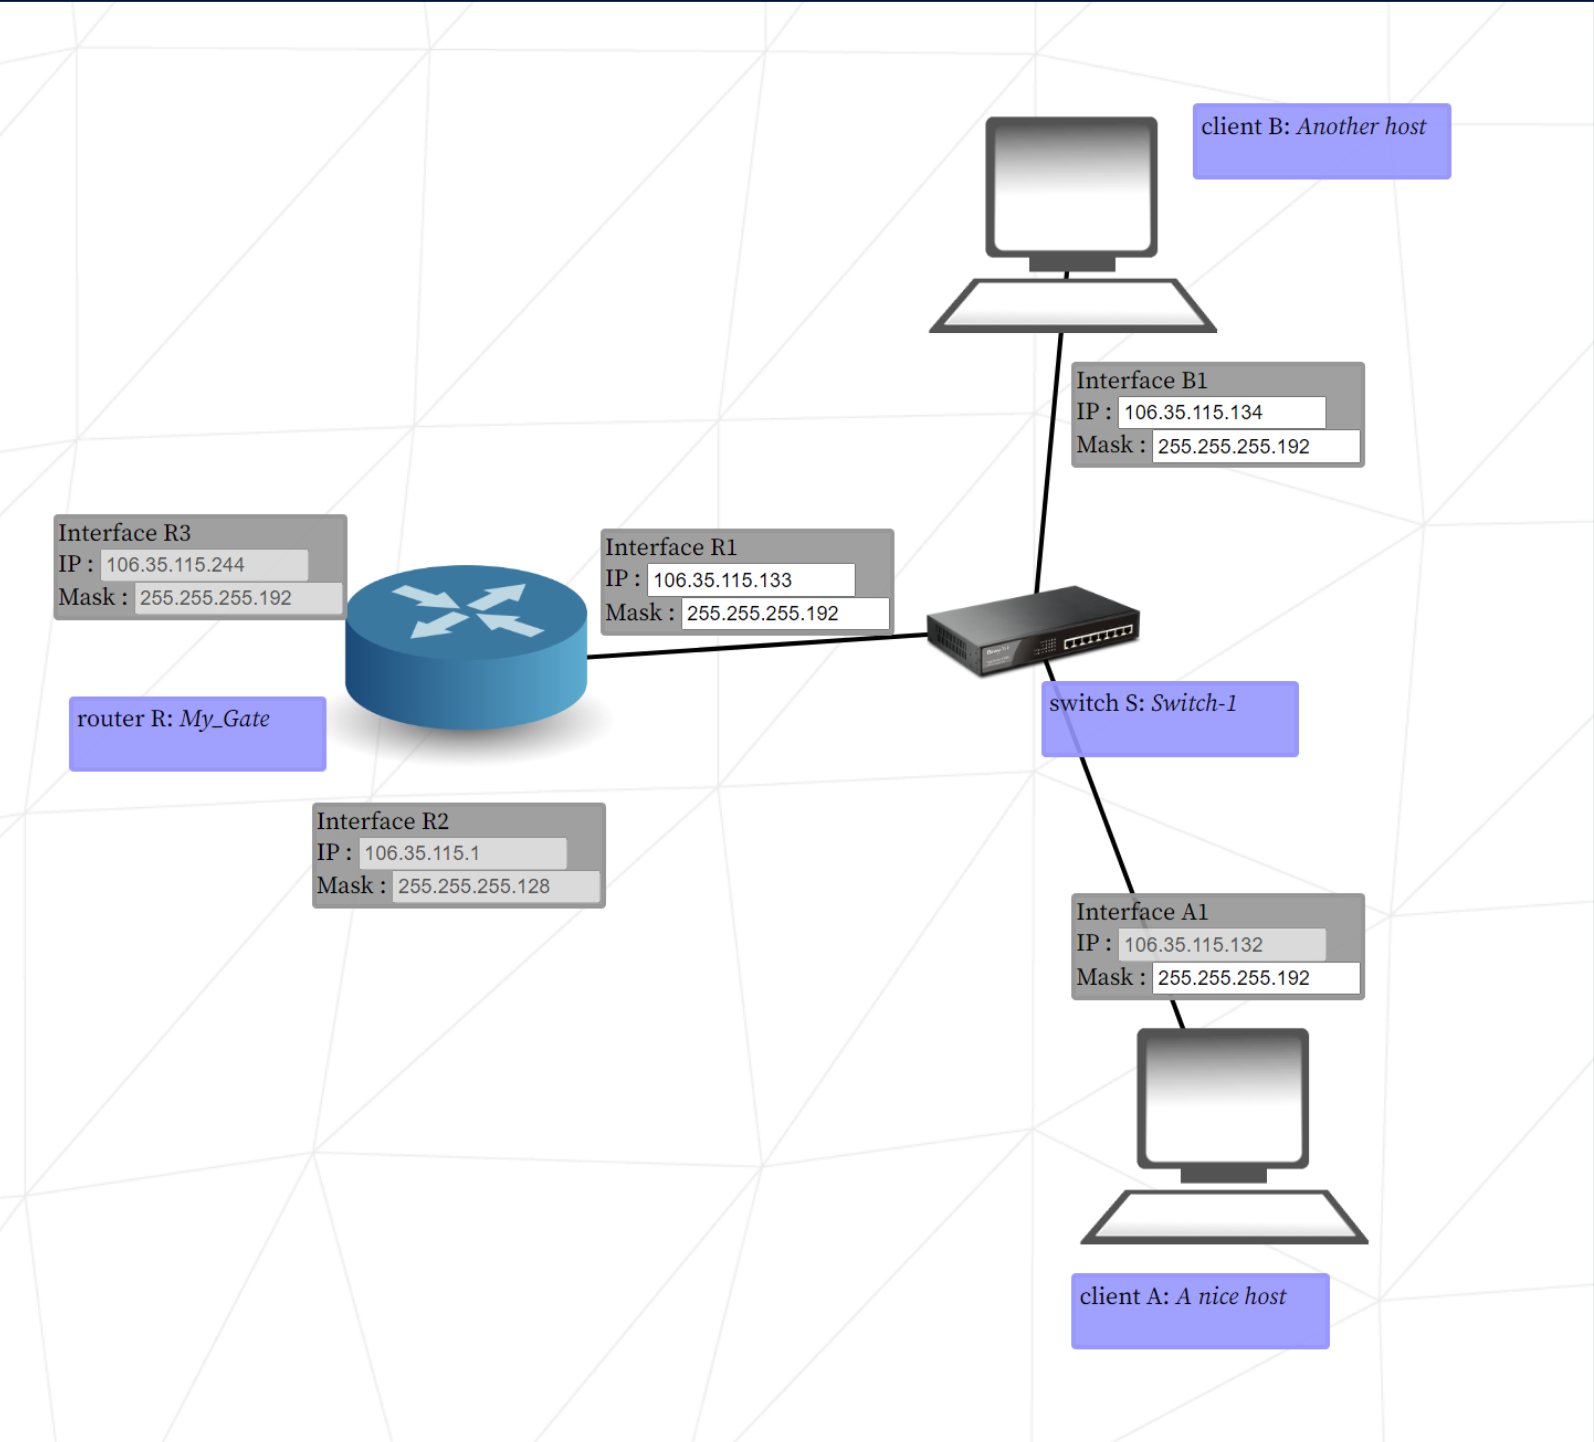 client B: Another host
Interface B1
IP : 106.35.115.134
Mask : 255.255.255.192
Interface R3
IP : 106.35.115.244
Mask : 255.255.255.192
Interface R1
IP : 106.35.115.133
Mask : 255.255.255.192
router R: My_Gate
switch S: Switch-1
Interface R2
IP : 106.35.115.1
Mask : 255.255.255.128
Interface A1
IP : 106.35.115.132
Mask : 255.255.255.192
client A: A nice host